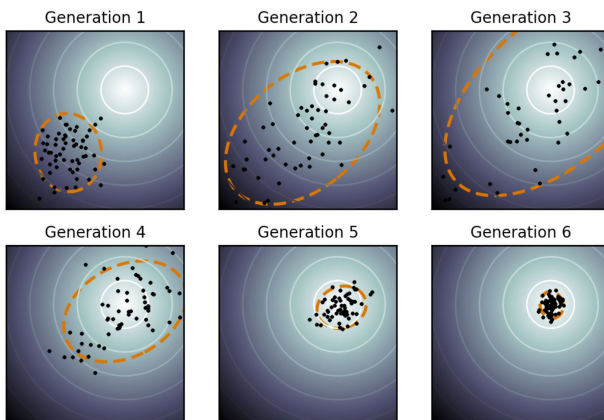 Generation 1
Generation 2
Generation 3
Generation 4
Generation 5
Generation 6